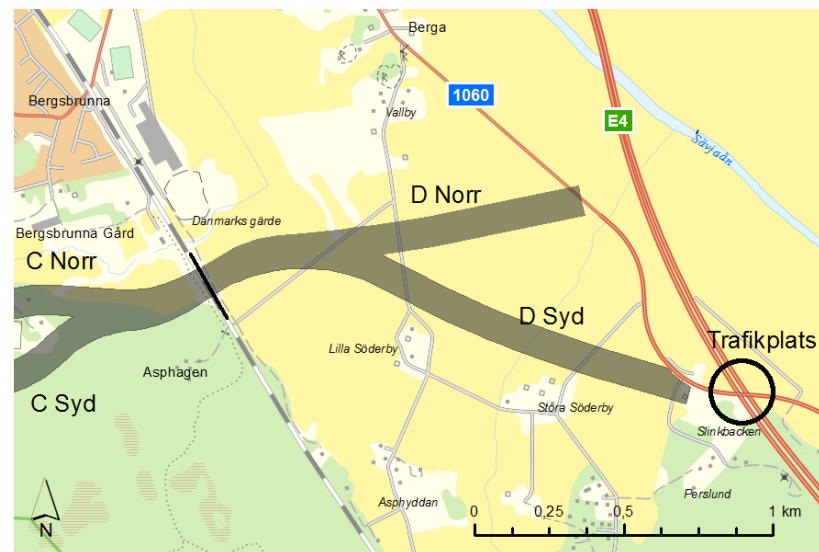 Berga
1060
Bergsbrunna
Vallby
E4
Sävjaån
D Norr
Danmarks gärde
Bergsbrunna Gård
C Norr
D Syd
Trafikplats
Lilla Söderby
Asphagen
C Syd
Stora Söderby
Slinkbacken
Asphyddan
Perslund
0 0,25 0,5 1 km
N